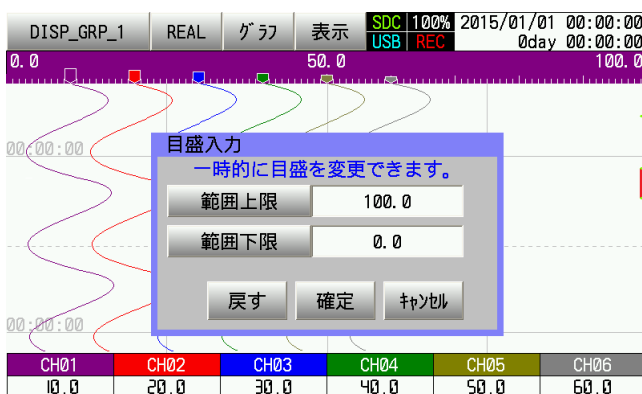 DISP_GRP_1 REAL グラフ 表示 SDC 100% 2015/01/01 00:00:00
USB REC 0day 00:00:00
0.0 50.0 100.0
00:00:00
目盛入力
一時的に目盛を変更できます。
範囲上限 100.0
範囲下限 0.0
戻す 確定 キャンセル
00:00:00
CH01 CH02 CH03 CH04 CH05 CH06
10.0 20.0 30.0 40.0 50.0 60.0